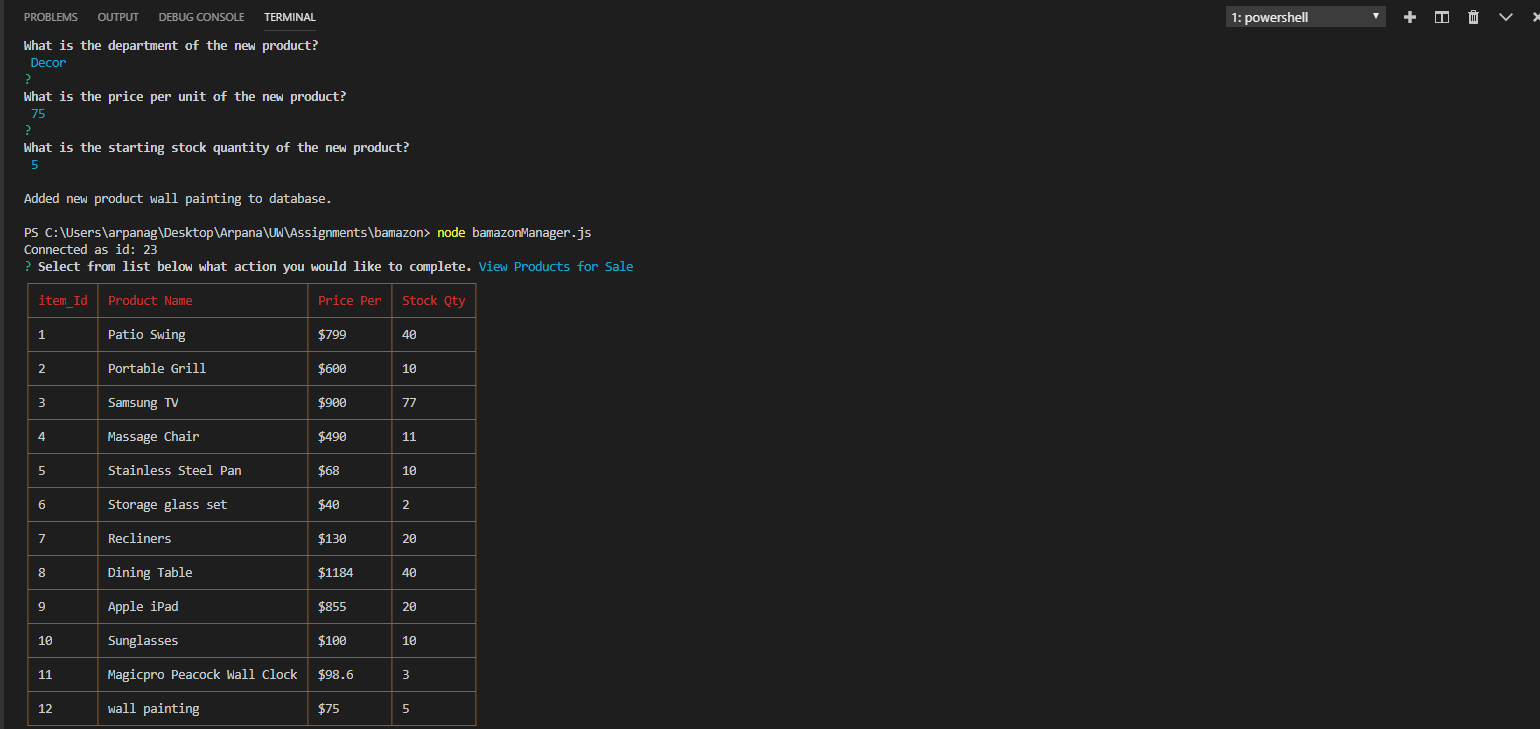 PROBLEMS OUTPUT DEBUG CONSOLE TERMINAL 1: powershell
What is the department of the new product?
Decor
?
What is the price per unit of the new product?
75
?
What is the starting stock quantity of the new product?
5
Added new product wall painting to database.
PS C:\Users\arpanag\Desktop\Arpana\UW\Assignments\bamazon> node bamazonManager.js
Connected as id: 23
? Select from list below what action you would like to complete. View Products for Sale
item_Id Product Name Price Per Stock Qty
1 Patio Swing $799 40
2 Portable Grill $600 10
3 Samsung TV $900 77
4 Massage Chair $490 11
5 Stainless Steel Pan $68 10
6 Storage glass set $40 2
7 Recliners $130 20
8 Dining Table $1184 40
9 Apple iPad $855 20
10 Sunglasses $100 10
11 Magicpro Peacock Wall Clock $98.6 3
12 wall painting $75 5